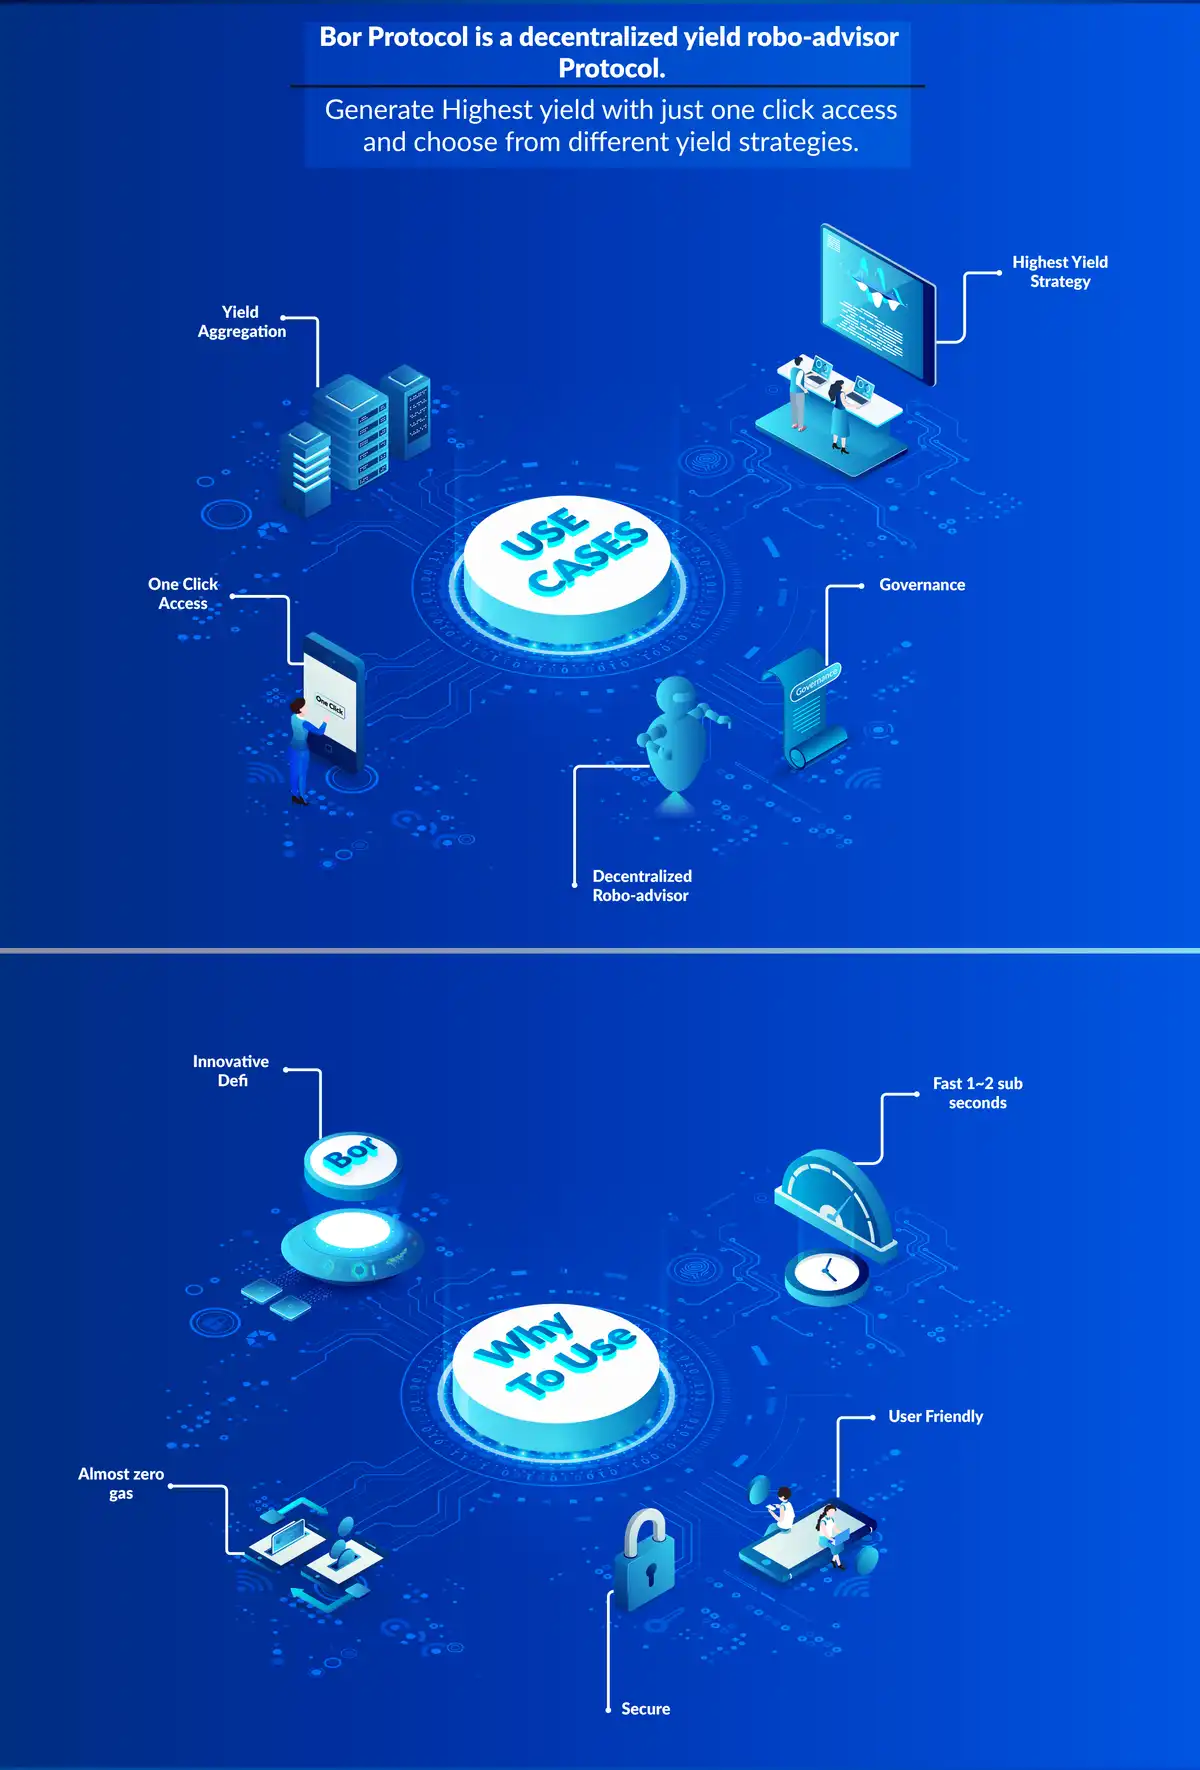 Bor Protocol is a decentralized yield robo-advisor
Protocol.
Generate Highest yield with just one click access
and choose from different yield strategies.
Highest Yield
Strategy
Yield
Aggregation
USE
CASES
One Click
Access
One Click
Governance
Governance
Decentralized
Robo-advisor
Innovative
Defi
Bor
Fast 1~2 sub
seconds
Why
To Use
User Friendly
Almost zero
gas
Secure